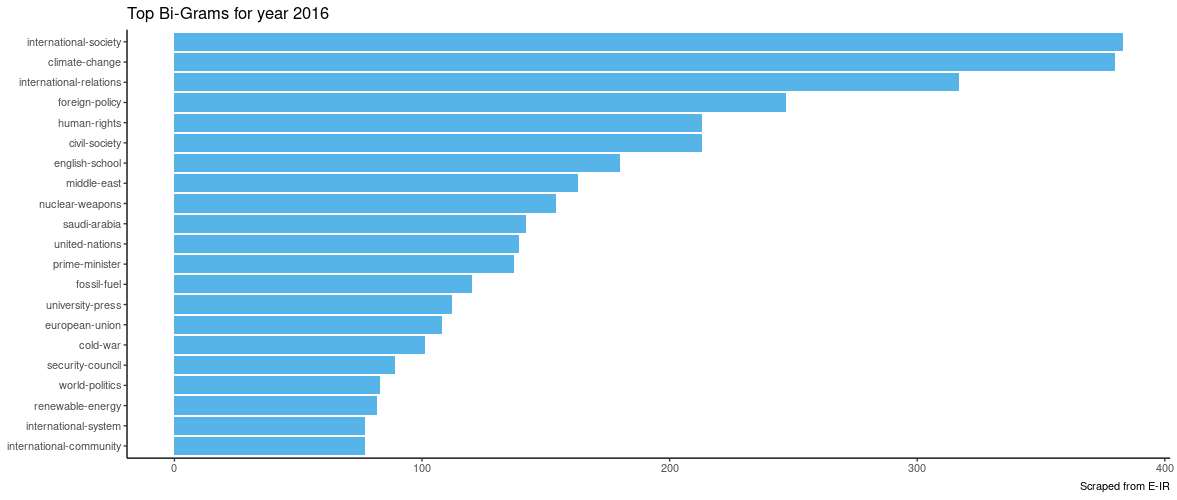 Top Bi-Grams for year 2016
international-society
climate-change
international-relations
foreign-policy
human-rights
civil-society
english-school
middle-east
nuclear-weapons
saudi-arabia
united-nations
prime-minister
fossil-fuel
university-press
european-union
cold-war
security-council
world-politics
renewable-energy
international-system
international-community
0 100 200 300 400
Scraped from E-IR